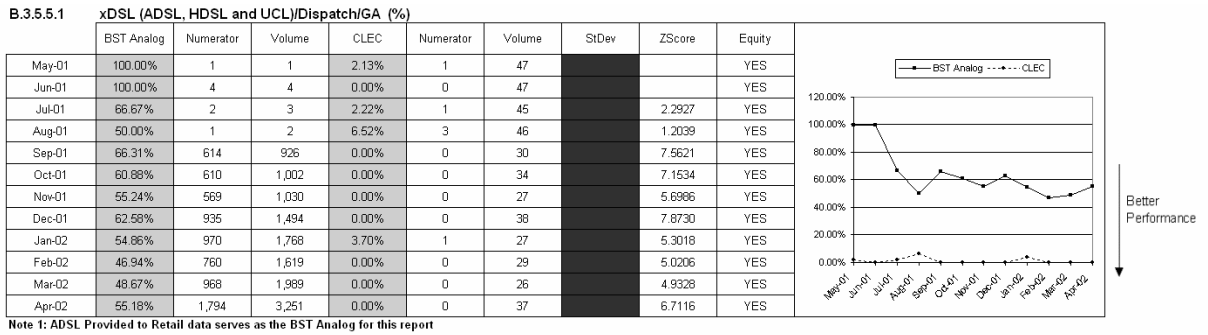 B.3.5.5.1 xDSL (ADSL, HDSL and UCL)/Dispatch/GA (%)
BST Analog Numerator Volume CLEC Numerator Volume StDev ZScore Equity
May-01 100.00% 1 1 2.13% 1 47 YES
Jun-01 100.00% 4 4 0.00% 0 47 YES
Jul-01 66.67% 2 3 2.22% 1 45 2.2927 YES
Aug-01 50.00% 1 2 6.52% 3 46 1.2039 YES
Sep-01 66.31% 614 926 0.00% 0 30 7.5621 YES
Oct-01 60.88% 610 1,002 0.00% 0 34 7.1534 YES
Nov-01 55.24% 569 1,030 0.00% 0 27 5.6986 YES
Dec-01 62.58% 935 1,494 0.00% 0 38 7.8730 YES
Jan-02 54.86% 970 1,768 3.70% 1 27 5.3018 YES
Feb-02 46.94% 760 1,619 0.00% 0 29 5.0206 YES
Mar-02 48.67% 968 1,989 0.00% 0 26 4.9328 YES
Apr-02 55.18% 1,794 3,251 0.00% 0 37 6.7116 YES
Note 1: ADSL Provided to Retail data serves as the BST Analog for this report
BST Analog CLEC
120.00%
100.00%
80.00%
60.00%
40.00%
20.00%
0.00%
May-01 Jun-01 Jul-01 Aug-01 Sep-01 Oct-01 Nov-01 Dec-01 Jan-02 Feb-02 Mar-02 Apr-02
Better
Performance